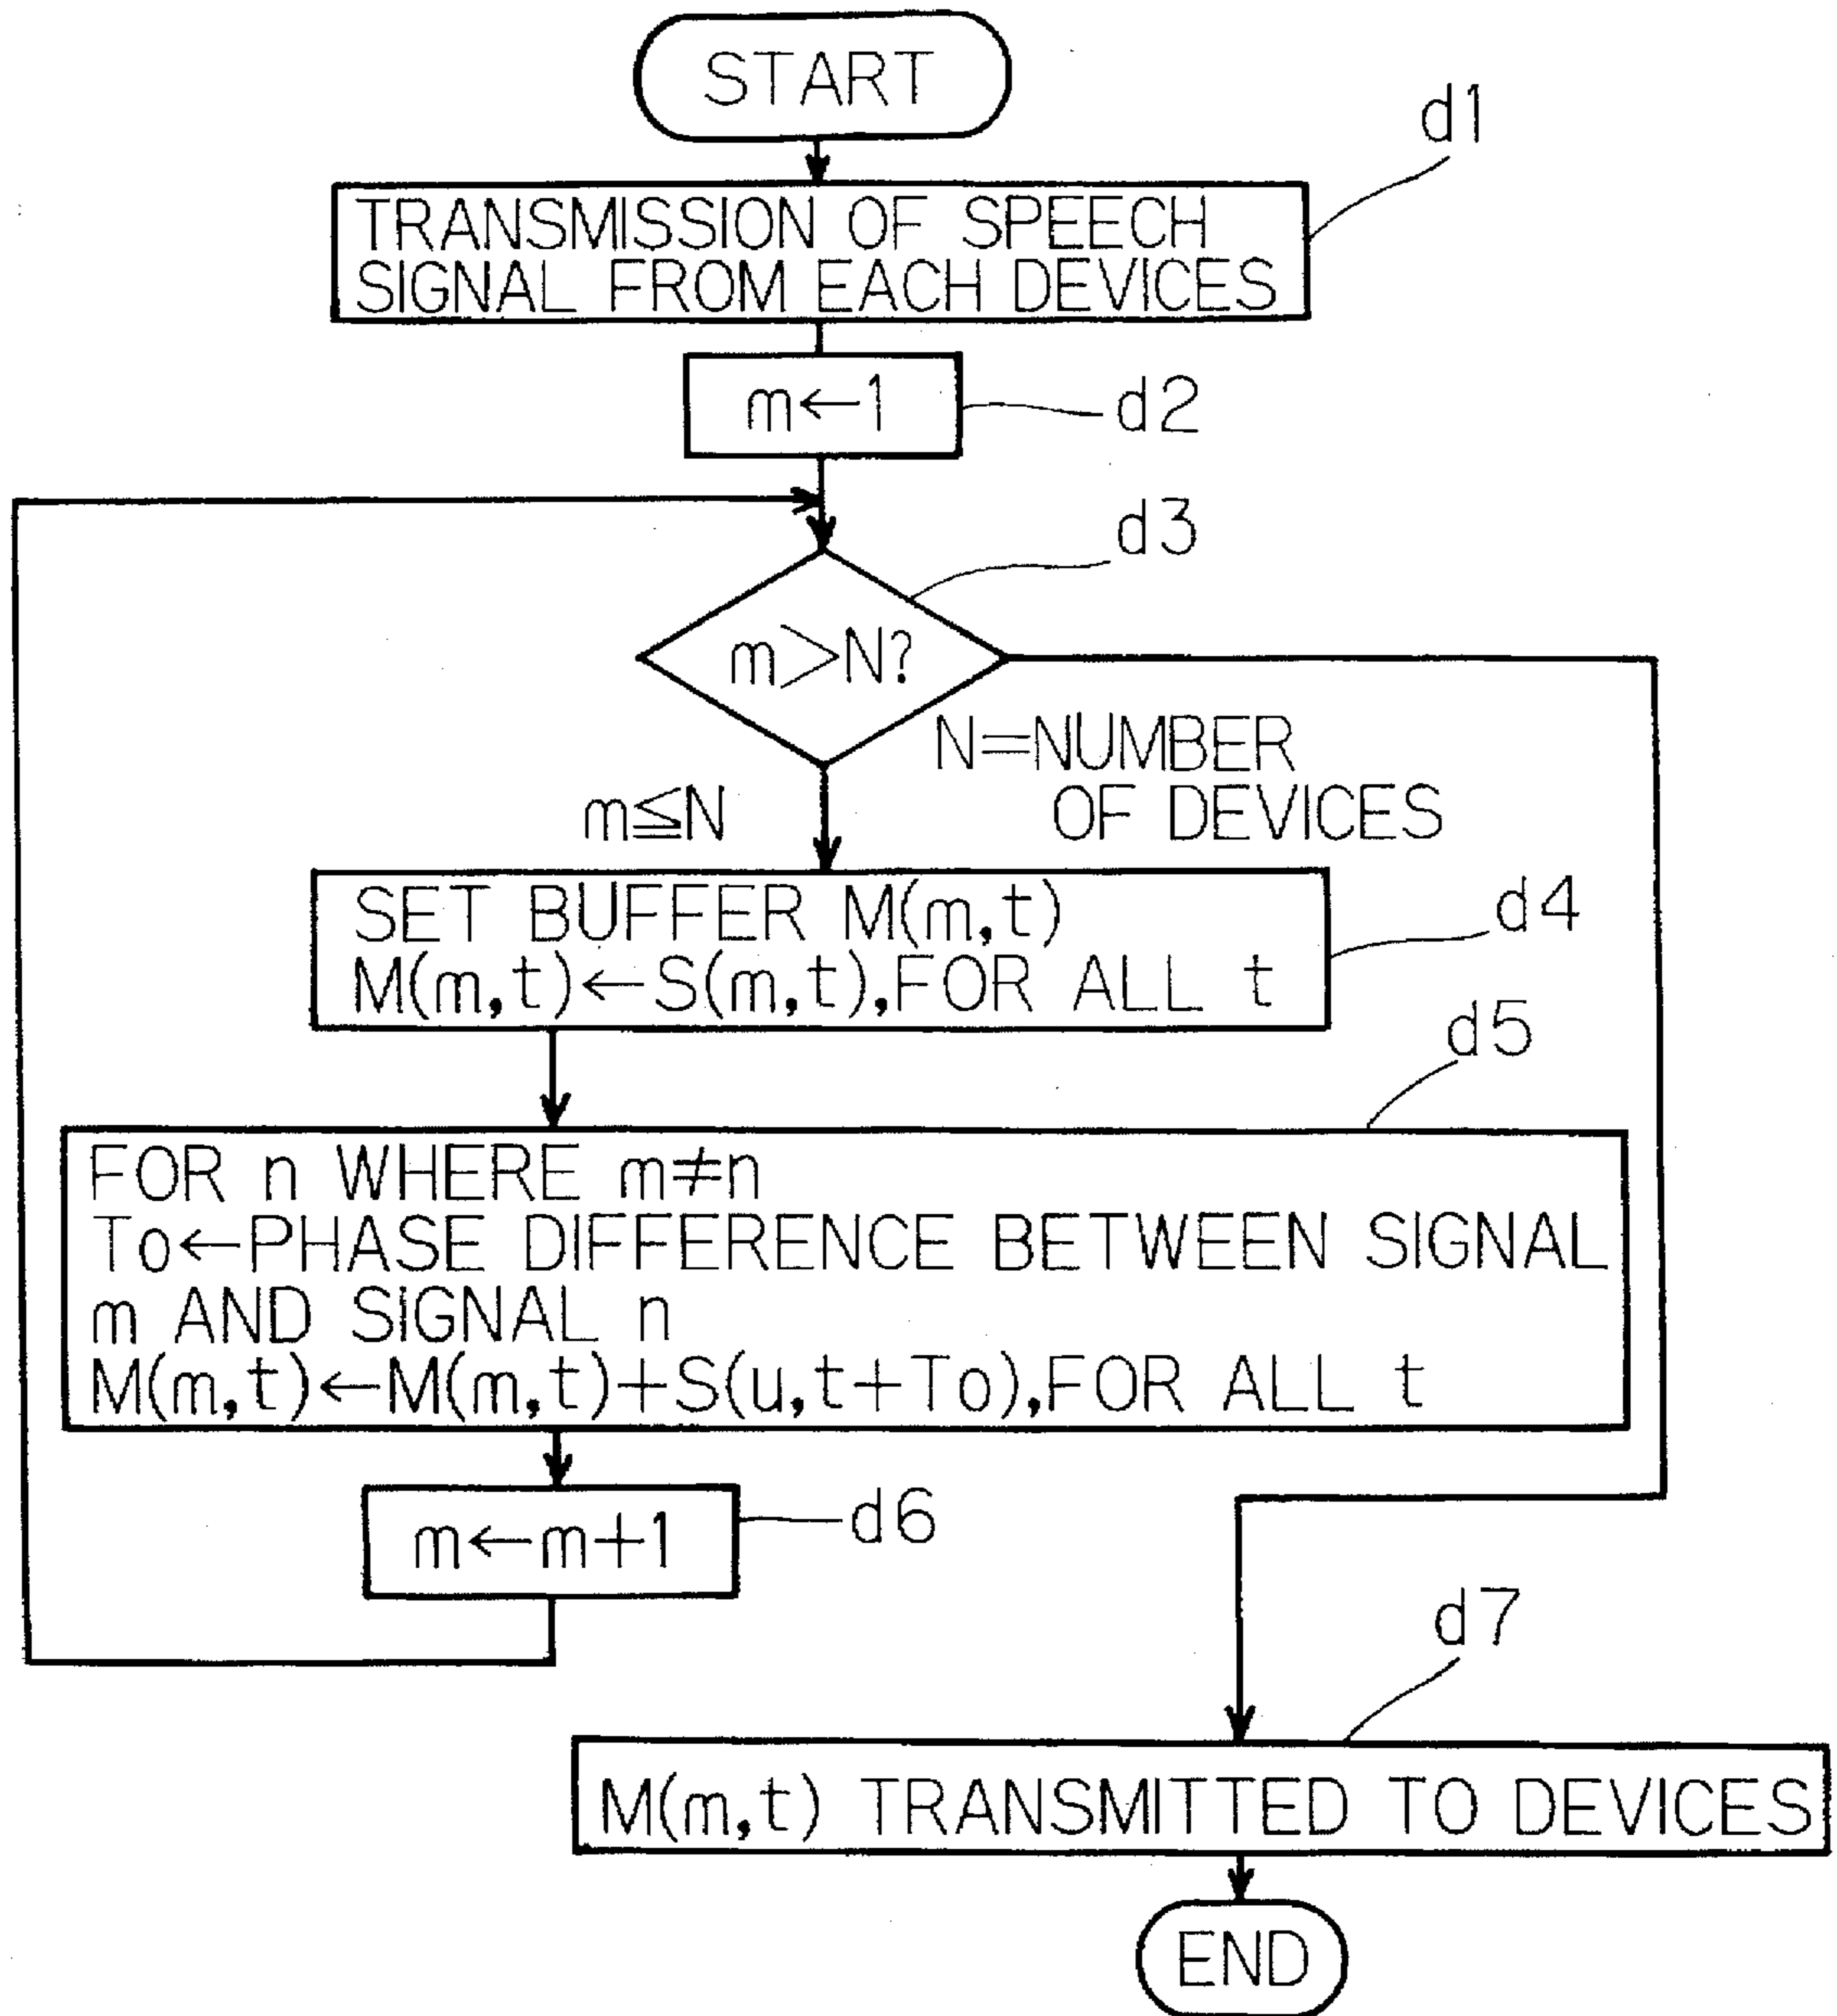 START
d1
TRANSMISSION OF SPEECH
SIGNAL FROM EACH DEVICES
m←1
d2
d3
m>N?
N=NUMBER
OF DEVICES
m≦N
SET BUFFER M(m,t)
M(m,t)←S(m,t),FOR ALL t
d4
d5
FOR n WHERE m≠n
To←PHASE DIFFERENCE BETWEEN SIGNAL
m AND SIGNAL n
M(m,t)←M(m,t)+S(u,t+To),FOR ALL t
m←m+1
d6
d7
M(m,t) TRANSMITTED TO DEVICES
END